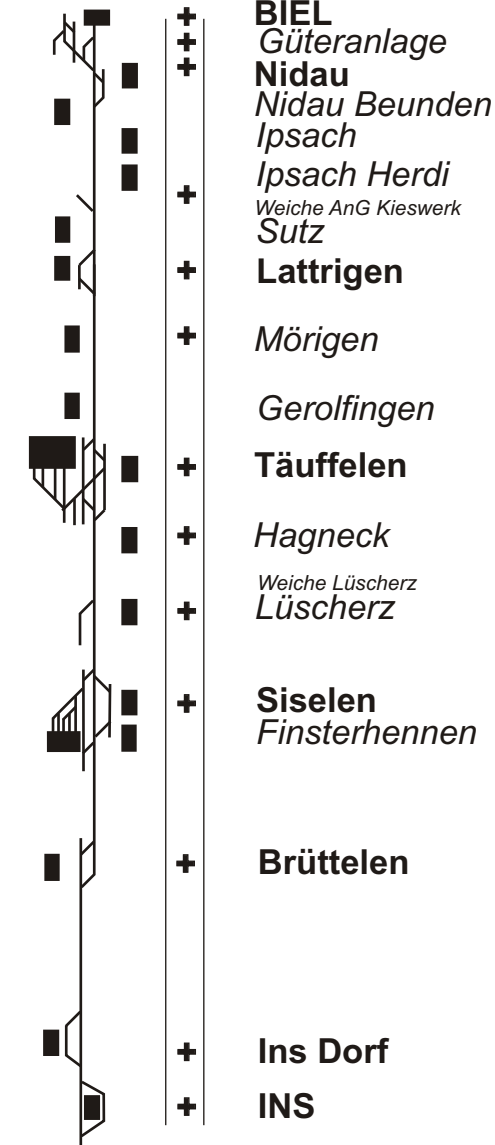 BIEL
Güteranlage
Nidau
Nidau Beunden
Ipsach
Ipsach Herdi
Weiche AnG Kieswerk
Sutz
Lattrigen
Mörigen
Gerolfingen
Täuffelen
Hagneck
Weiche Lüscherz
Lüscherz
Siselen
Finsterhennen
Brüttelen
Ins Dorf
INS